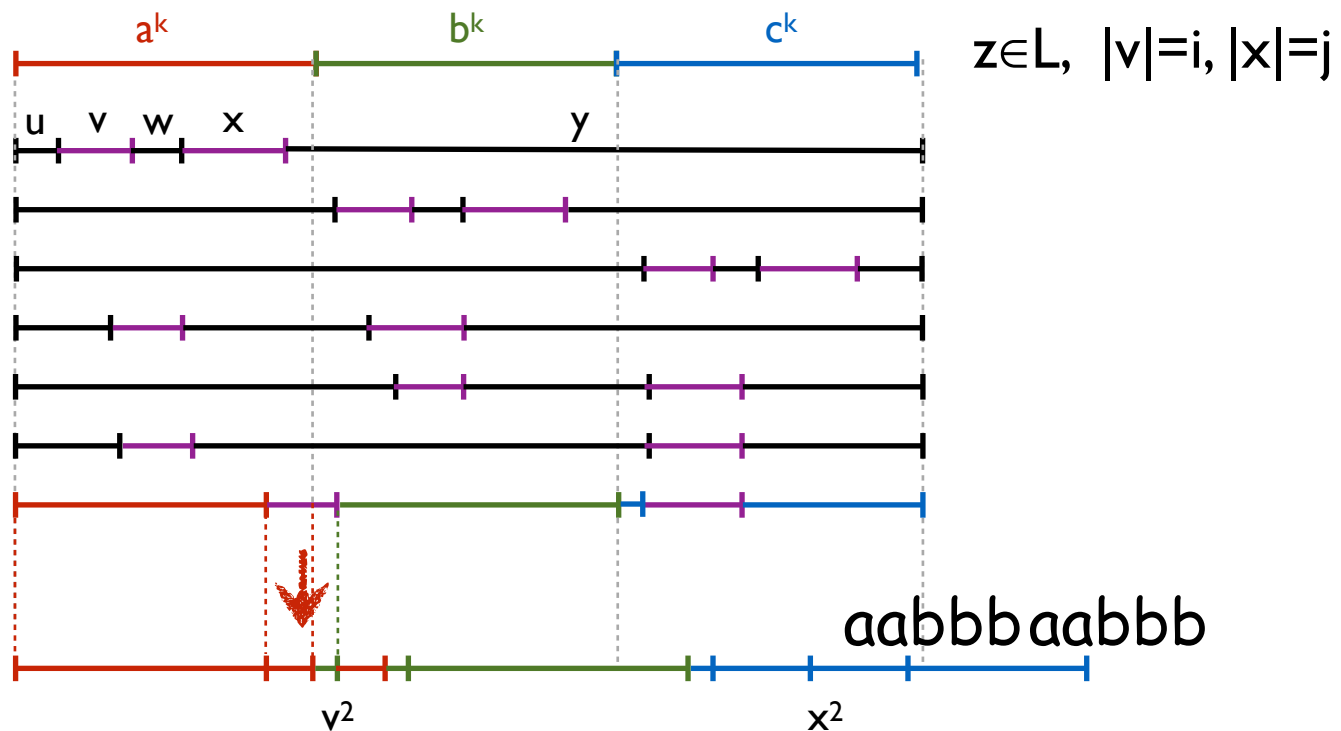 aᵏ bᵏ cᵏ
z∈L, |v|=i, |x|=j
u v w x y
aabbbaabbb
v² x²